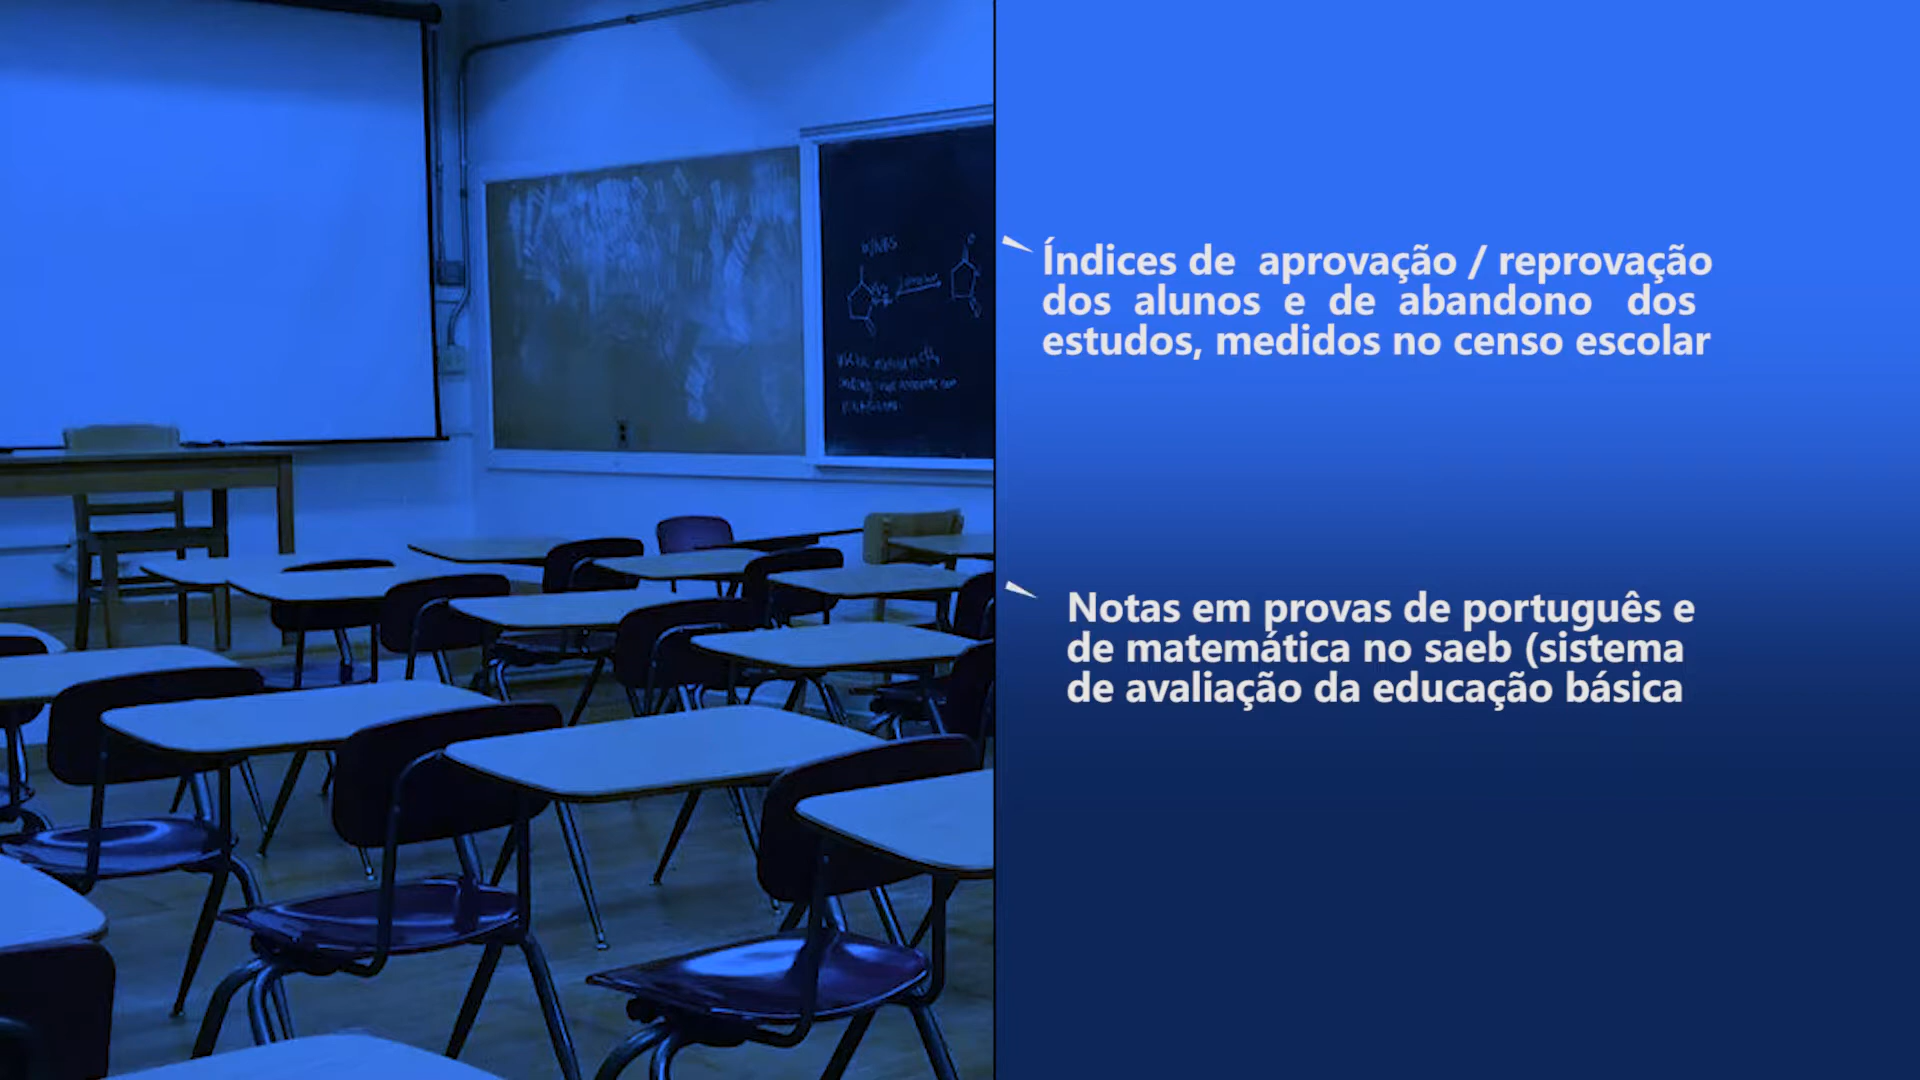 Índices de aprovação / reprovação
dos alunos e de abandono dos
estudos, medidos no censo escolar
Notas em provas de português e
de matemática no saeb (sistema
de avaliação da educação básica